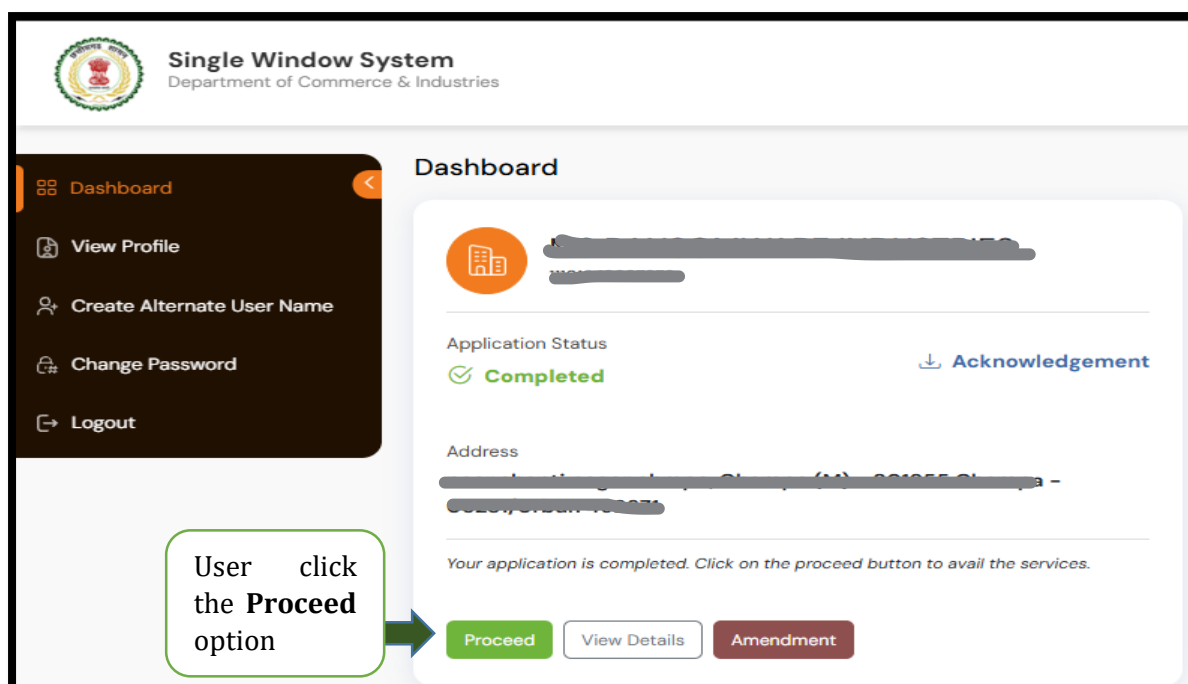 Single Window System
Department of Commerce & Industries
Dashboard
Dashboard
View Profile
Create Alternate User Name
Change Password
Logout
Application Status
Completed
Acknowledgement
Address
User click
the Proceed
option
Your application is completed. Click on the proceed button to avail the services.
Proceed
View Details
Amendment